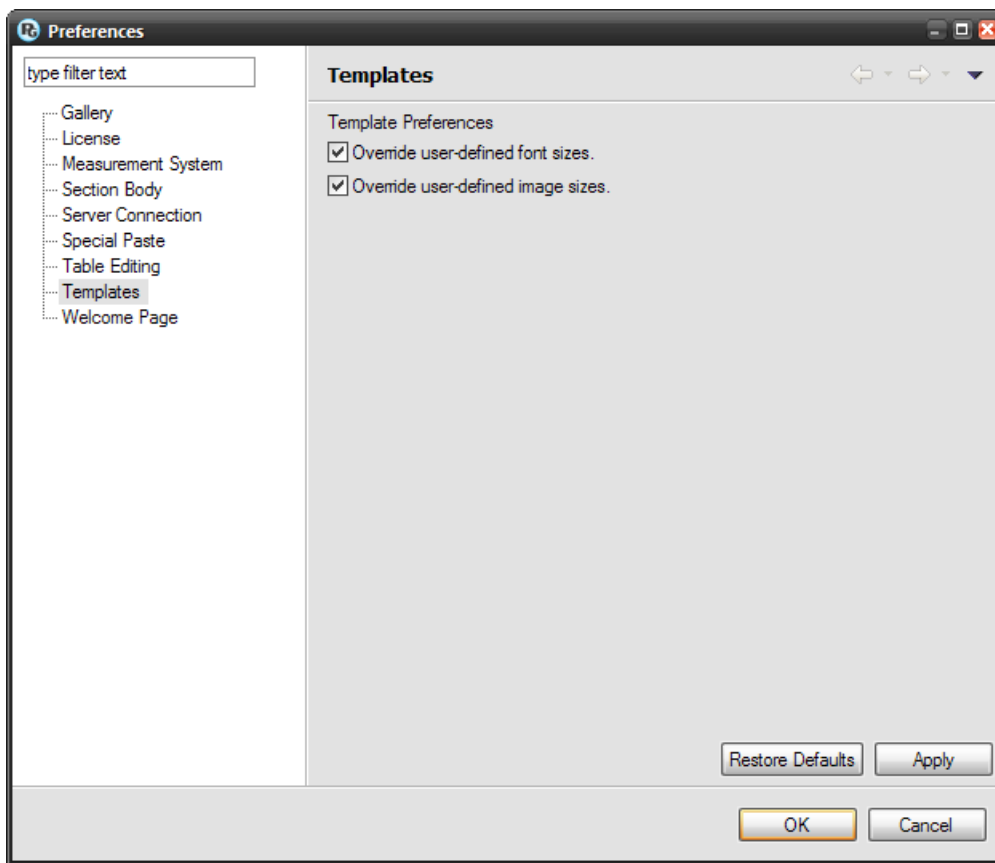 Preferences
type filter text
Gallery
License
Measurement System
Section Body
Server Connection
Special Paste
Table Editing
Templates
Welcome Page
Templates
Template Preferences
Override user-defined font sizes.
Override user-defined image sizes.
Restore Defaults
Apply
OK
Cancel